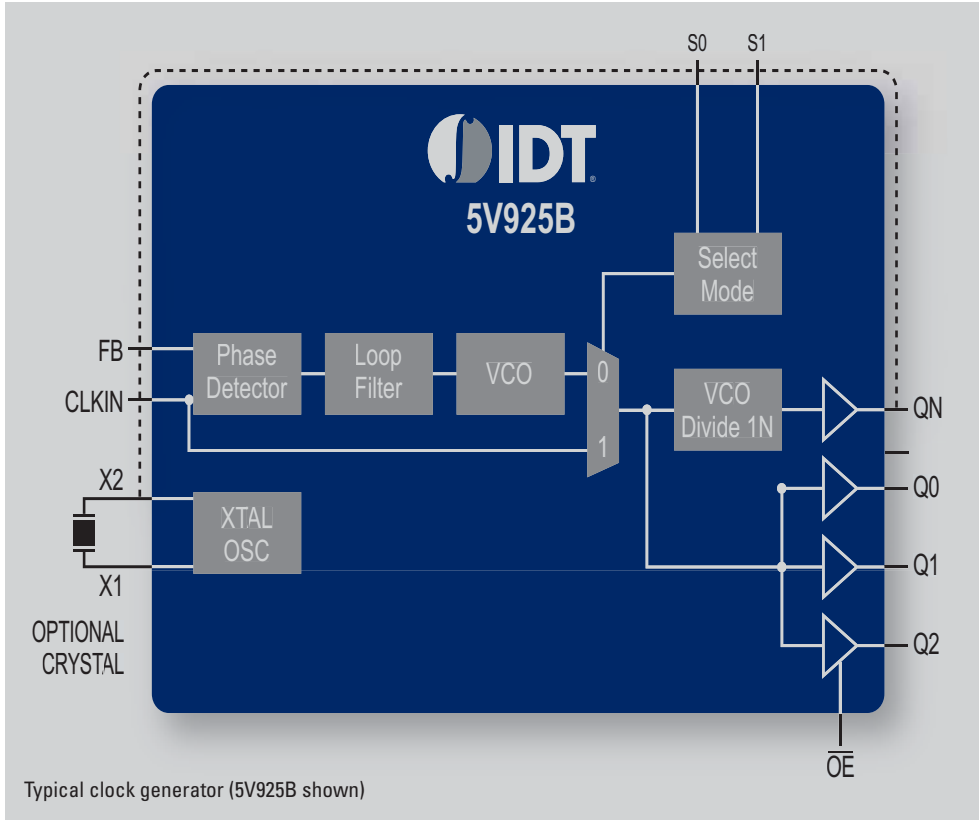 S0 S1
IDT®
5V925B
Select
Mode
FB
CLKIN
Phase
Detector
Loop
Filter
VCO
0
1
VCO
Divide 1N
QN
Q0
Q1
Q2
X2
X1
XTAL
OSC
OPTIONAL
CRYSTAL
OE
Typical clock generator (5V925B shown)